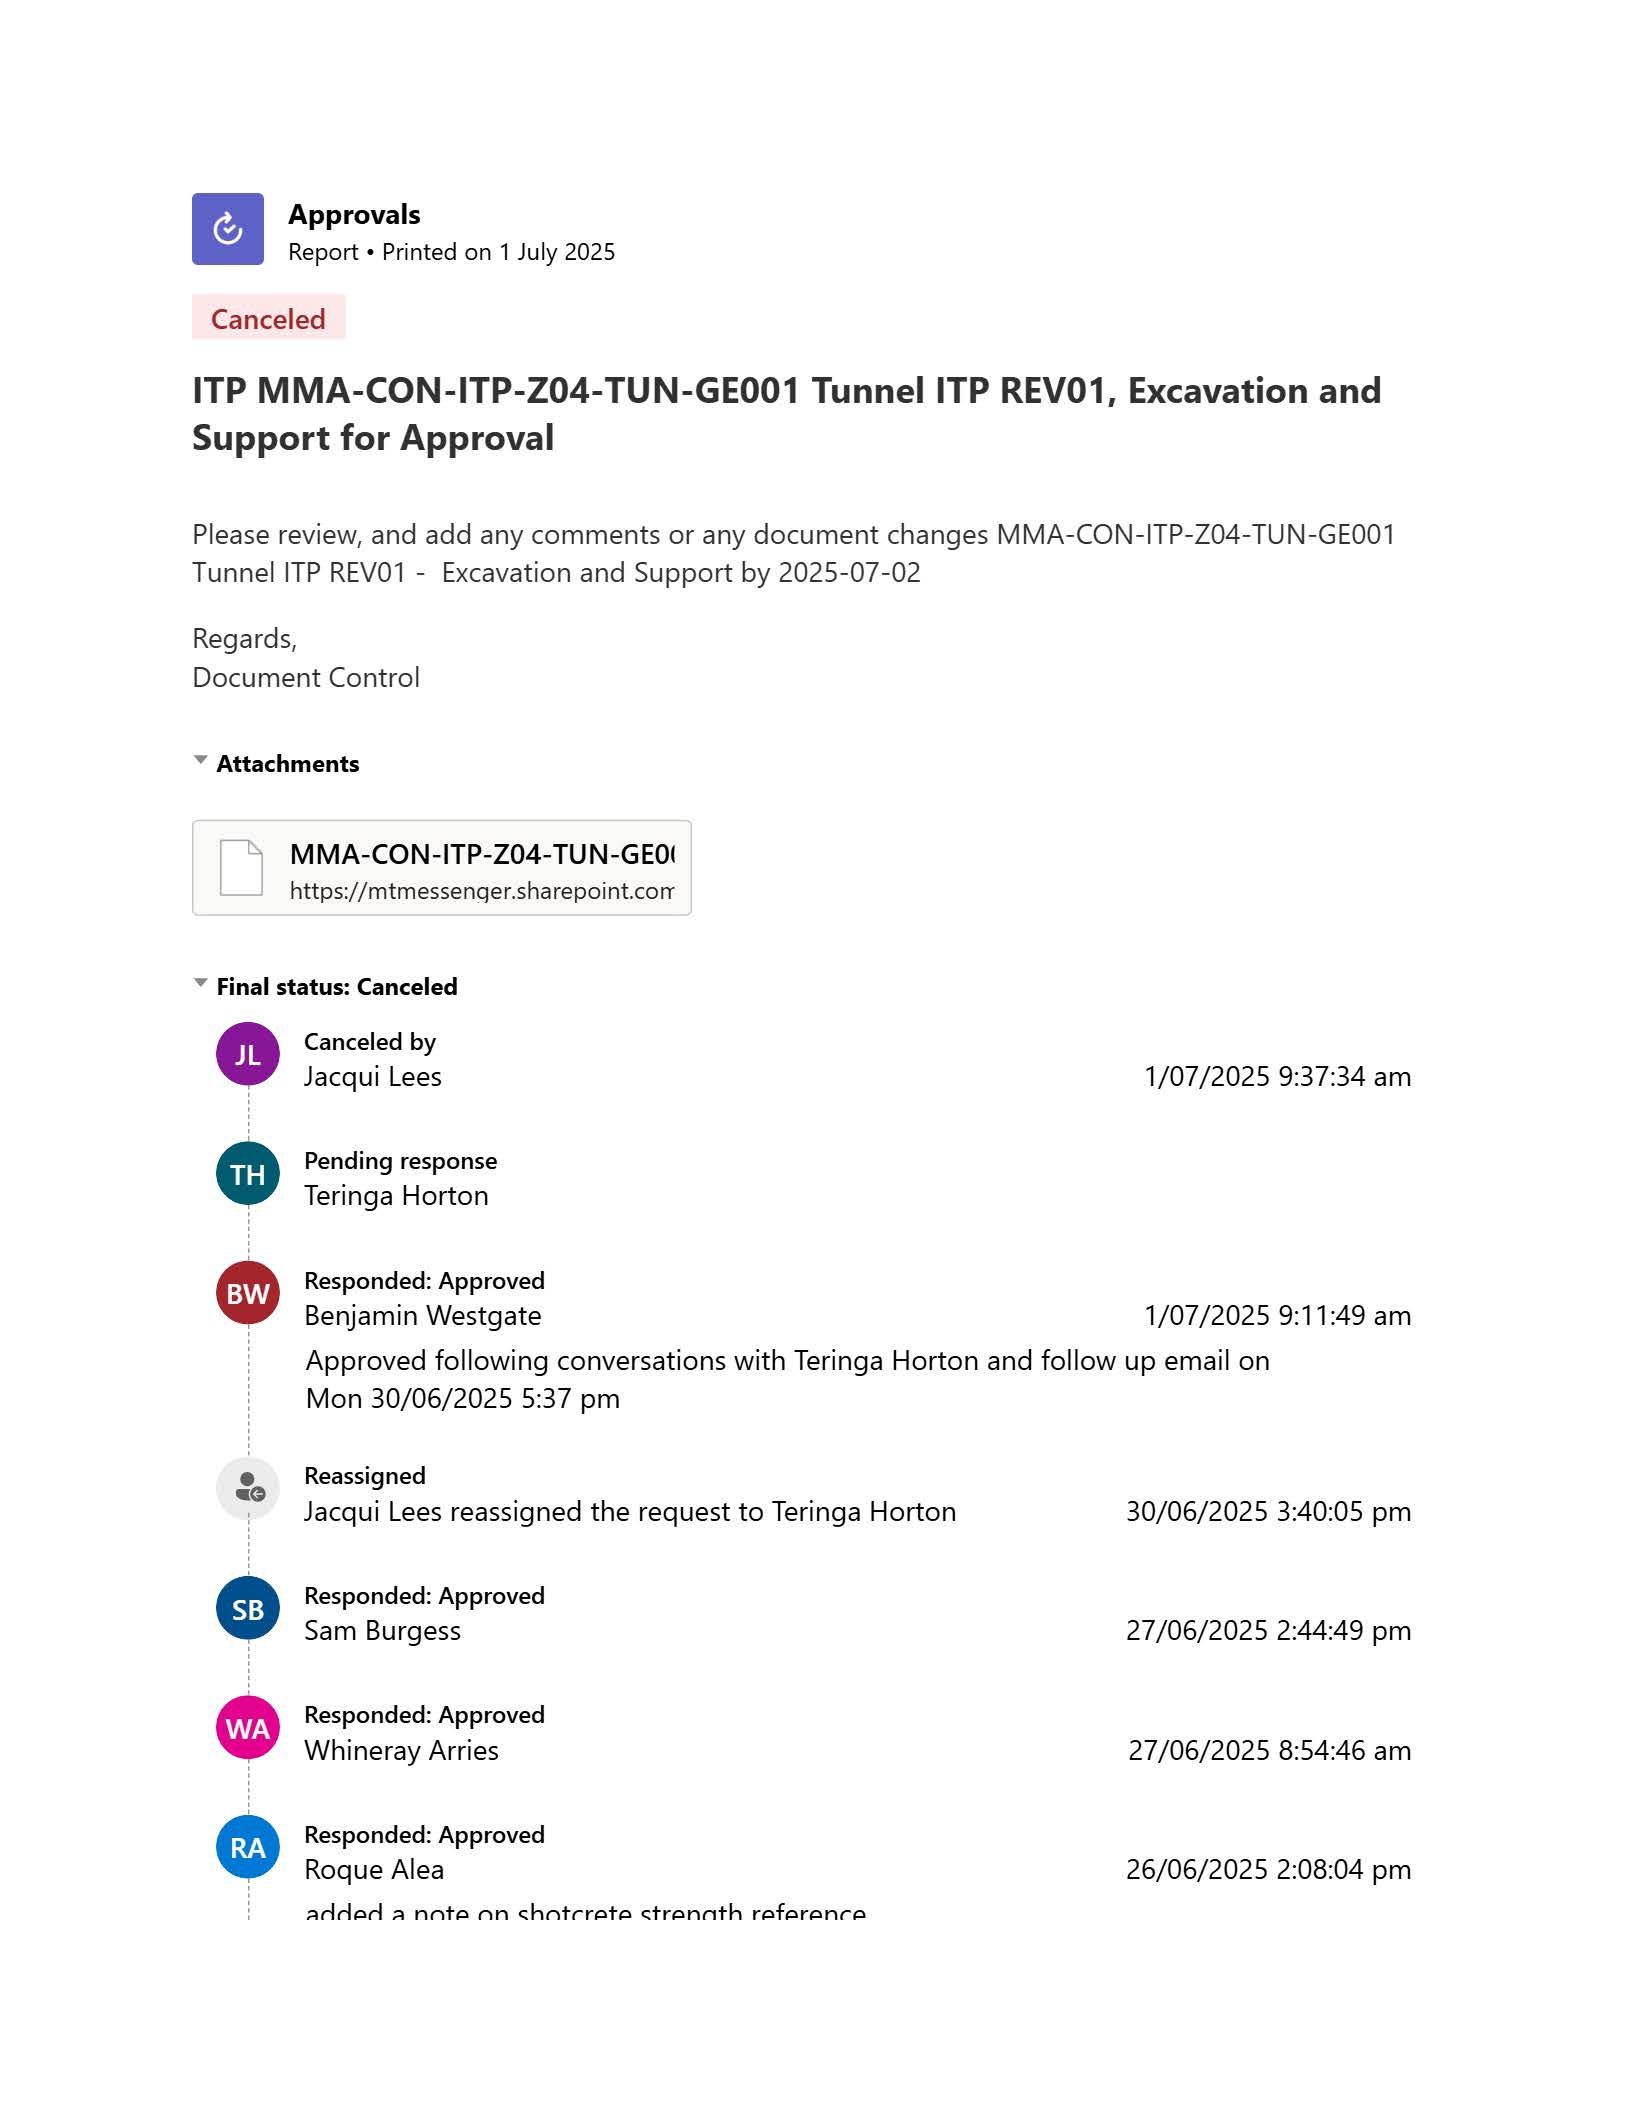 Approvals
Report • Printed on 1 July 2025
Canceled
ITP MMA-CON-ITP-Z04-TUN-GE001 Tunnel ITP REV01, Excavation and
Support for Approval
Please review, and add any comments or any document changes MMA-CON-ITP-Z04-TUN-GE001
Tunnel ITP REV01 - Excavation and Support by 2025-07-02
Regards,
Document Control
Attachments
MMA-CON-ITP-Z04-TUN-GE00
https://mtmessenger.sharepoint.com
Final status: Canceled
JL
Canceled by
Jacqui Lees 1/07/2025 9:37:34 am
TH
Pending response
Teringa Horton
BW
Responded: Approved
Benjamin Westgate 1/07/2025 9:11:49 am
Approved following conversations with Teringa Horton and follow up email on
Mon 30/06/2025 5:37 pm
Reassigned
Jacqui Lees reassigned the request to Teringa Horton 30/06/2025 3:40:05 pm
SB
Responded: Approved
Sam Burgess 27/06/2025 2:44:49 pm
WA
Responded: Approved
Whineray Arries 27/06/2025 8:54:46 am
RA
Responded: Approved
Roque Alea 26/06/2025 2:08:04 pm
added a note on shotcrete strength reference